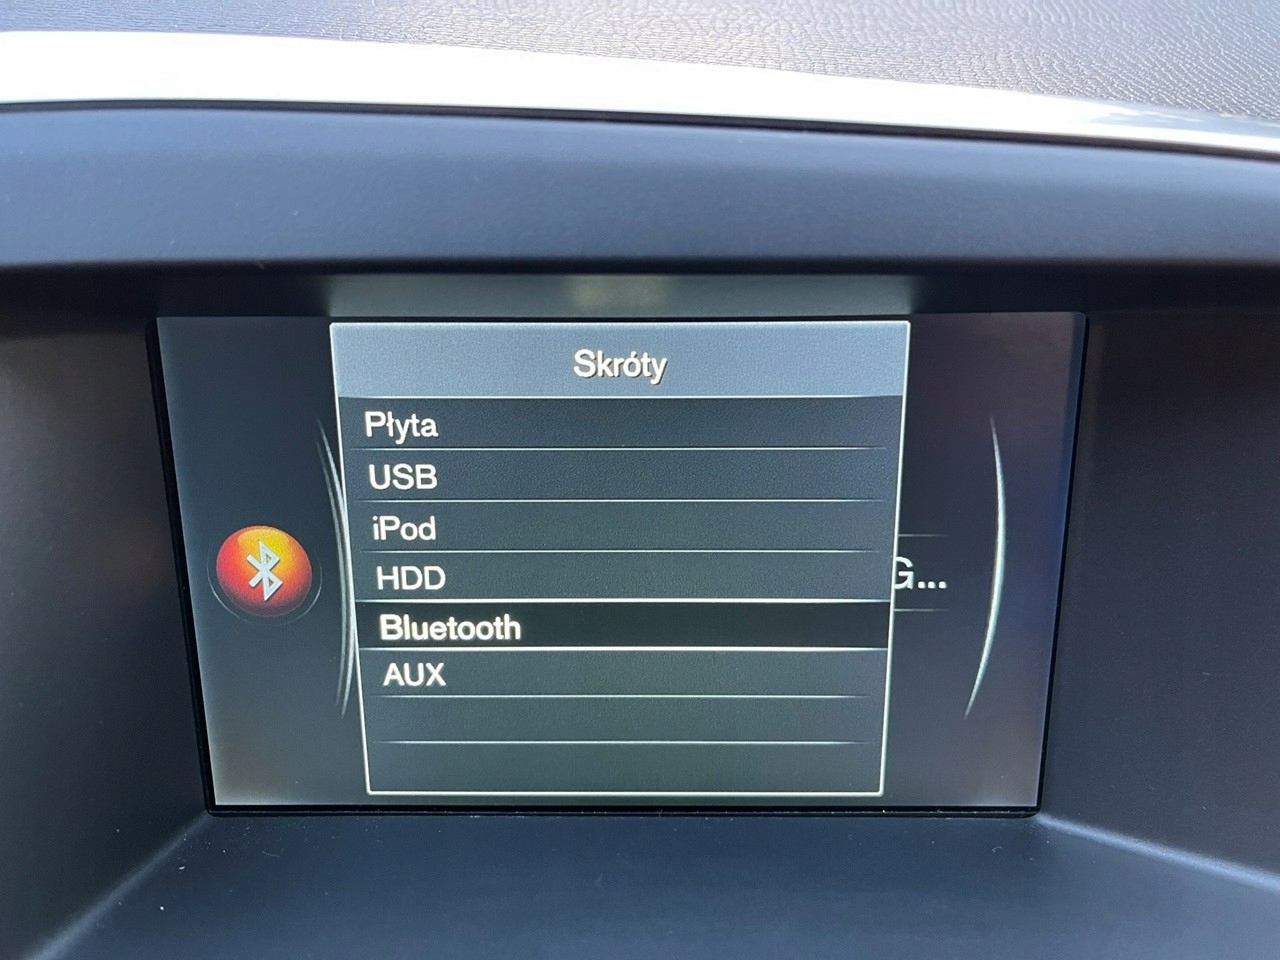 Skróty
Płyta
USB
iPod
HDD
G...
Bluetooth
AUX